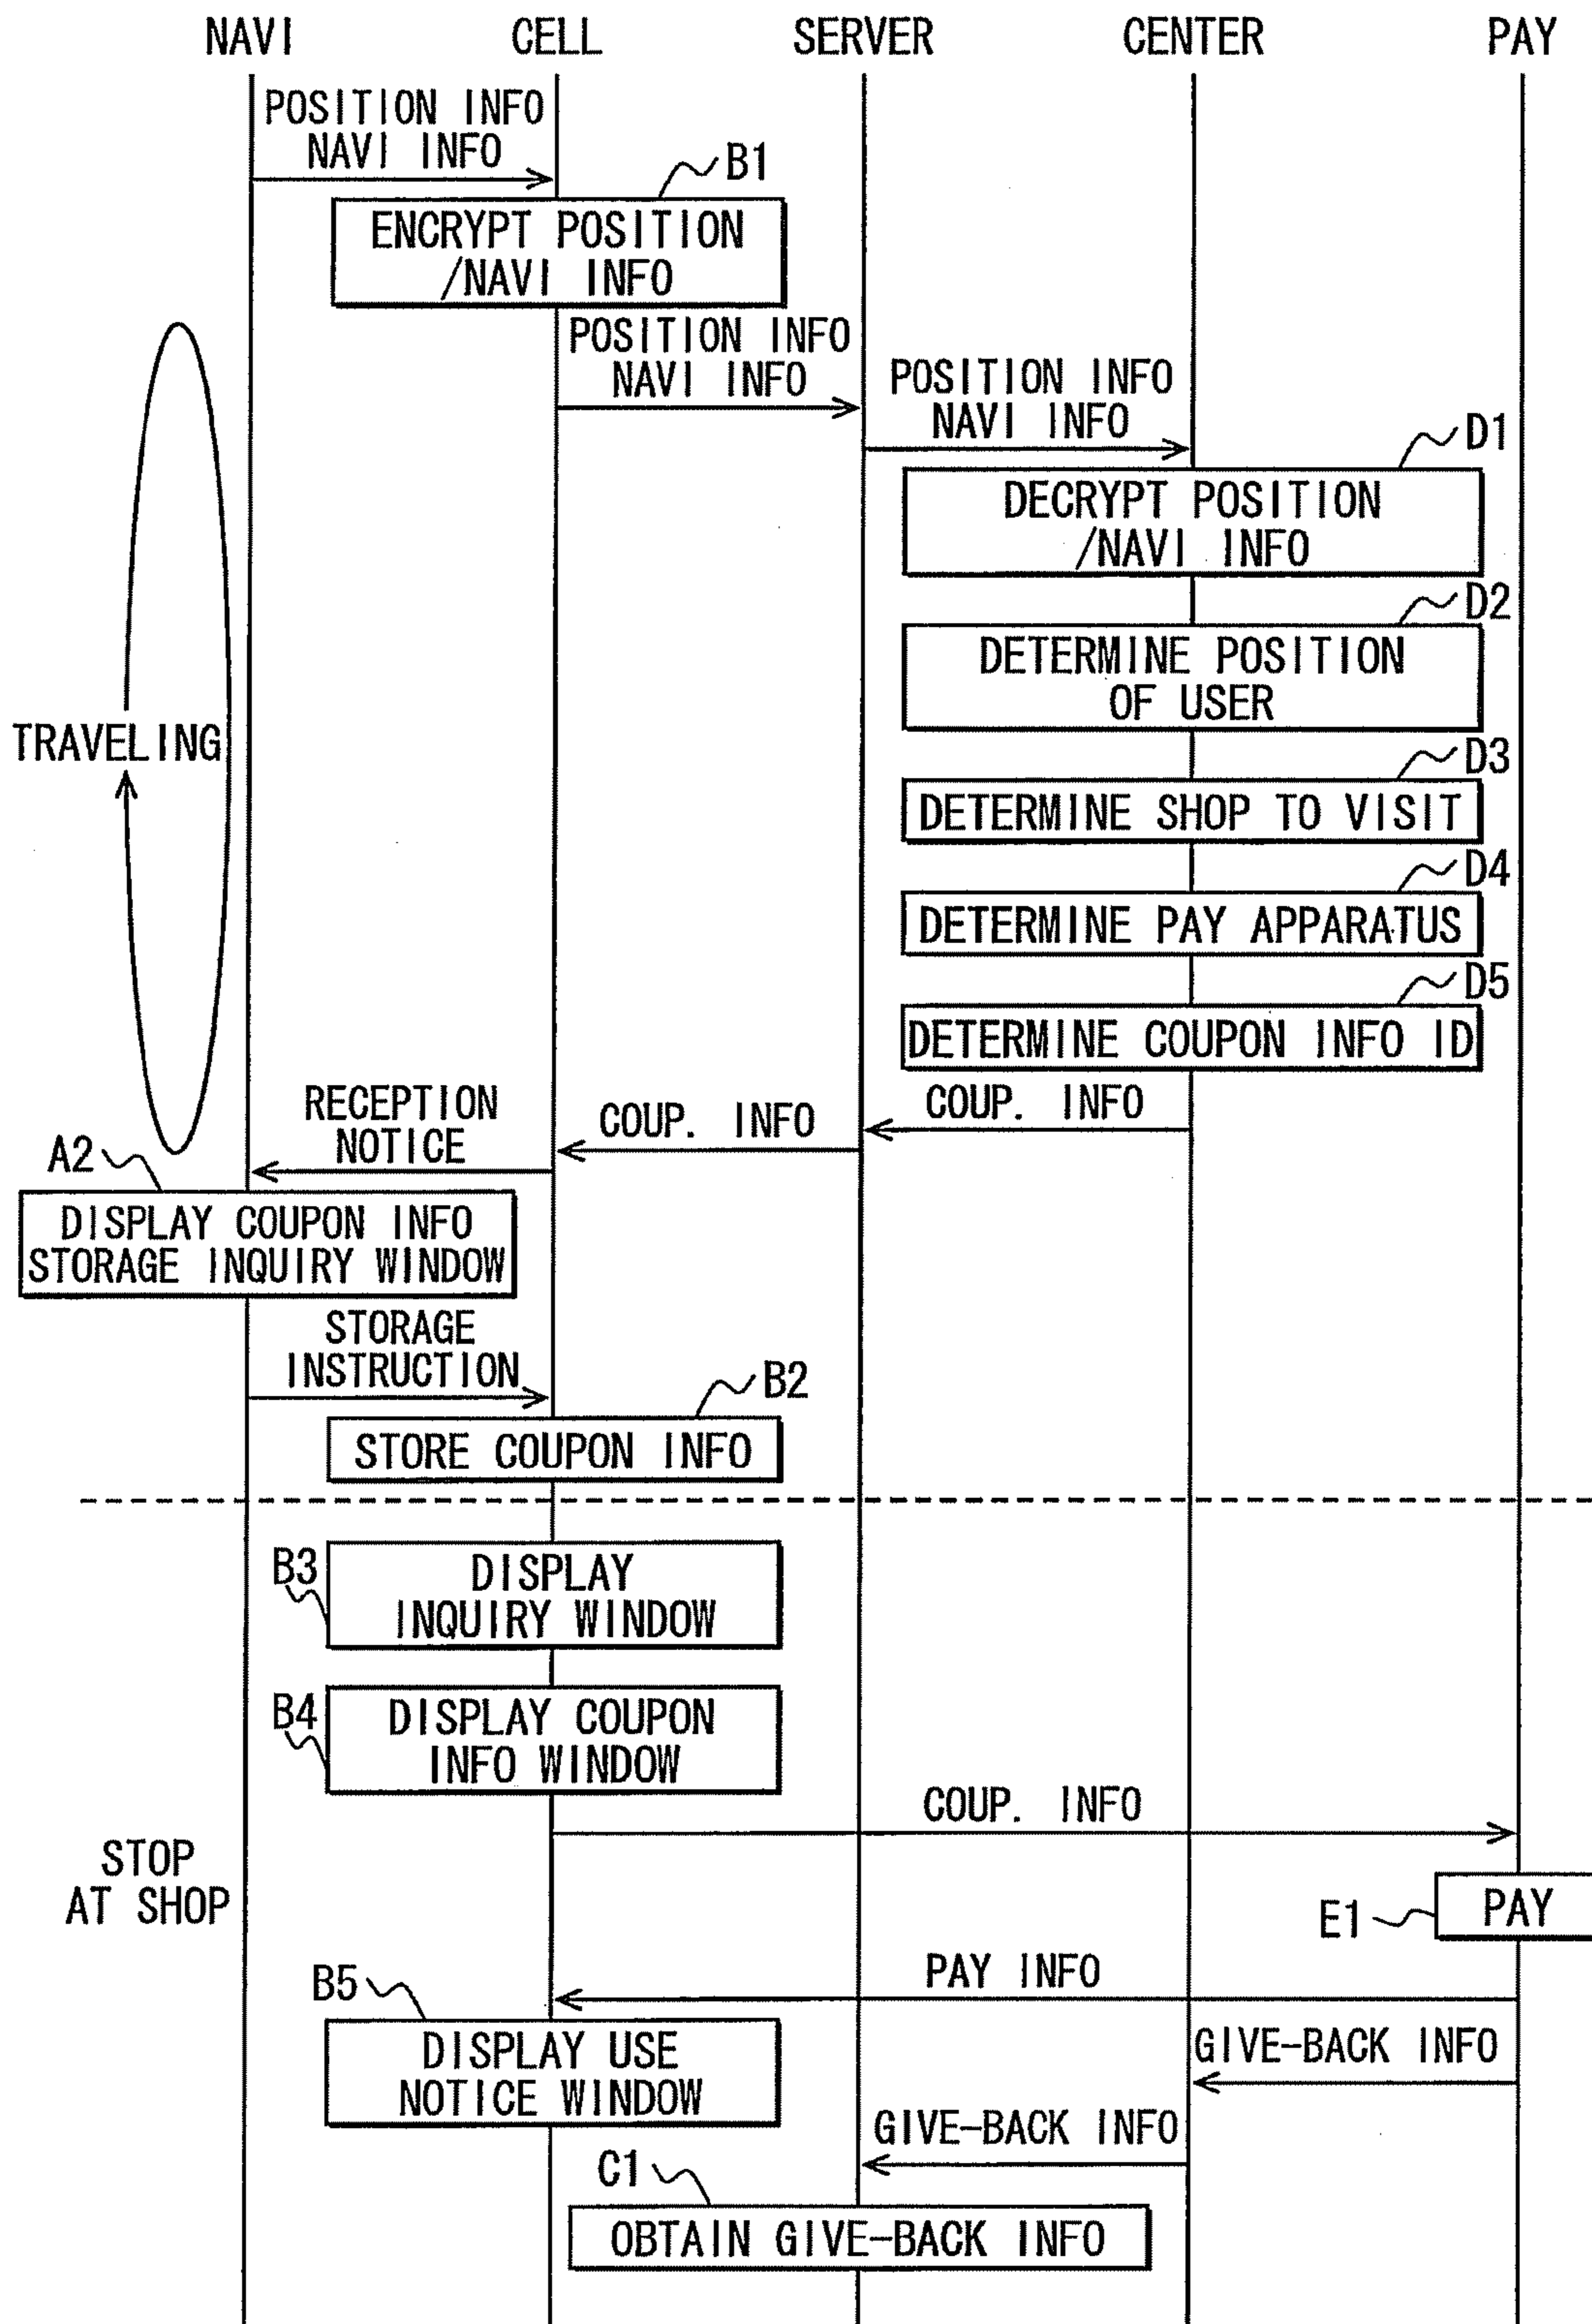 NAVI CELL SERVER CENTER PAY
POSITION INFO
NAVI INFO
B1
ENCRYPT POSITION
/NAVI INFO
POSITION INFO
NAVI INFO
POSITION INFO
NAVI INFO
D1
DECRYPT POSITION
/NAVI INFO
D2
DETERMINE POSITION
OF USER
TRAVELING
D3
DETERMINE SHOP TO VISIT
D4
DETERMINE PAY APPARATUS
D5
DETERMINE COUPON INFO ID
COUP. INFO
COUP. INFO
RECEPTION
NOTICE
A2
DISPLAY COUPON INFO
STORAGE INQUIRY WINDOW
STORAGE
INSTRUCTION
B2
STORE COUPON INFO
B3
DISPLAY
INQUIRY WINDOW
B4
DISPLAY COUPON
INFO WINDOW
COUP. INFO
STOP
AT SHOP
E1
PAY
PAY INFO
B5
DISPLAY USE
NOTICE WINDOW
GIVE-BACK INFO
GIVE-BACK INFO
C1
OBTAIN GIVE-BACK INFO